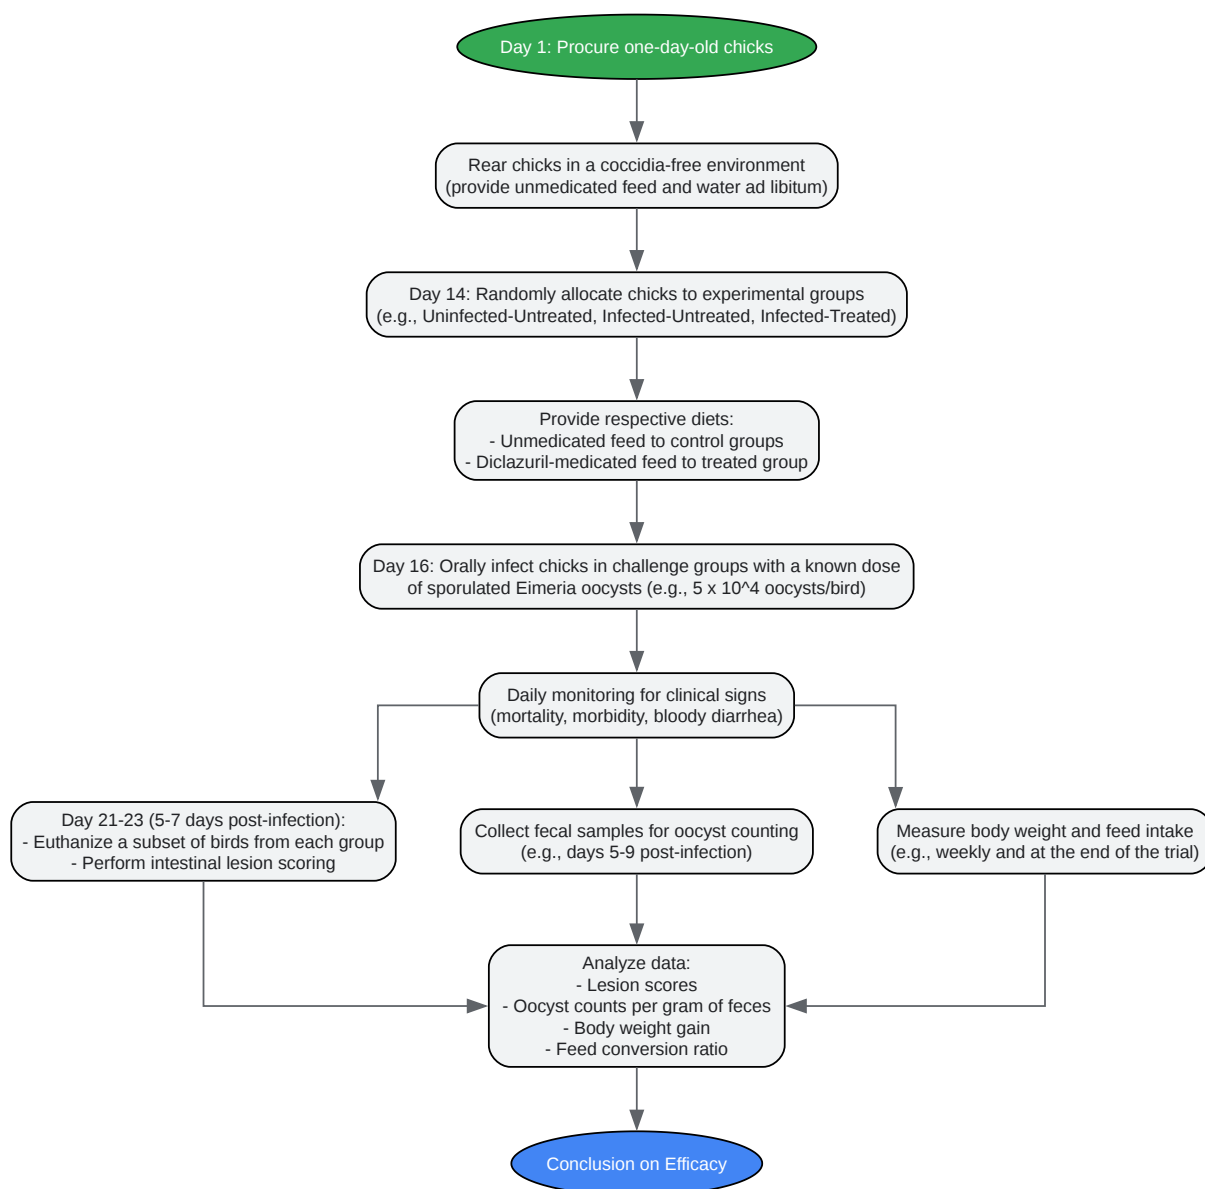 Day 1: Procure one-day-old chicks
Rear chicks in a coccidia-free environment
(provide unmedicated feed and water ad libitum)
Day 14: Randomly allocate chicks to experimental groups
(e.g., Uninfected-Untreated, Infected-Untreated, Infected-Treated)
Provide respective diets:
- Unmedicated feed to control groups
- Diclazuril-medicated feed to treated group
Day 16: Orally infect chicks in challenge groups with a known dose
of sporulated Eimeria oocysts (e.g., 5 x 10^4 oocysts/bird)
Daily monitoring for clinical signs
(mortality, morbidity, bloody diarrhea)
Day 21-23 (5-7 days post-infection):
- Euthanize a subset of birds from each group
- Perform intestinal lesion scoring
Collect fecal samples for oocyst counting
(e.g., days 5-9 post-infection)
Measure body weight and feed intake
(e.g., weekly and at the end of the trial)
Analyze data:
- Lesion scores
- Oocyst counts per gram of feces
- Body weight gain
- Feed conversion ratio
Conclusion on Efficacy